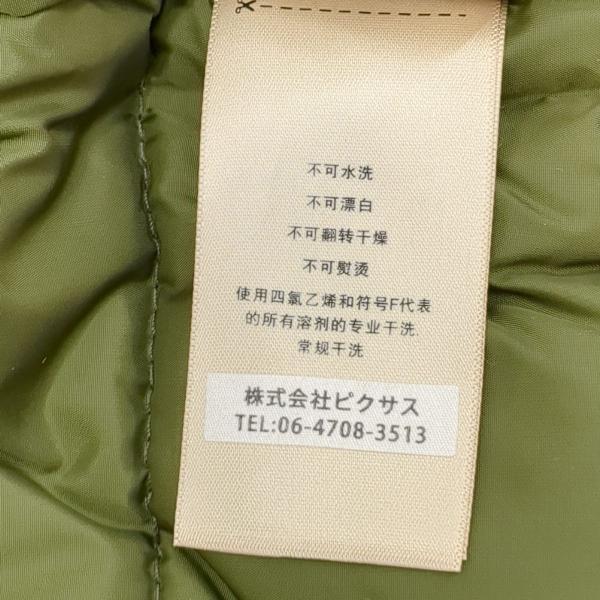 不可水洗
不可漂白
不可翻转干燥
不可熨烫
使用四氯乙烯和符号F代表
的所有溶剂的专业干洗.
常规干洗
株式会社ピクサス
TEL:06-4708-3513